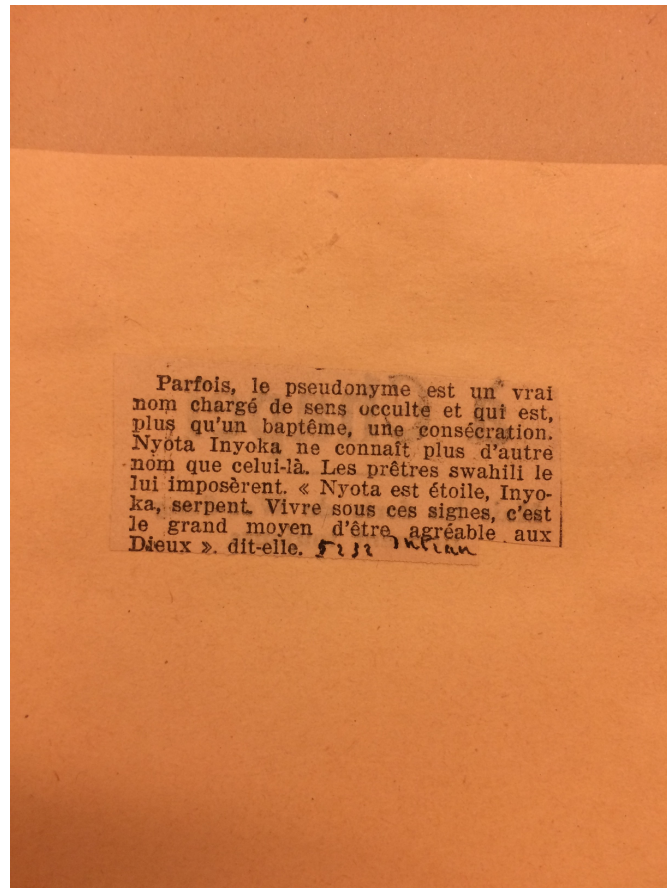 Parfois, le pseudonyme est un vrai
nom chargé de sens occulte et qui est,
plus qu'un baptême, une consécration.
Nyota Inyoka ne connaît plus d'autre
nom que celui-là. Les prêtres swahili le
lui imposèrent. « Nyota est étoile, Inyo-
ka, serpent. Vivre sous ces signes, c'est
le grand moyen d'être agréable aux
Dieux ». dit-elle.